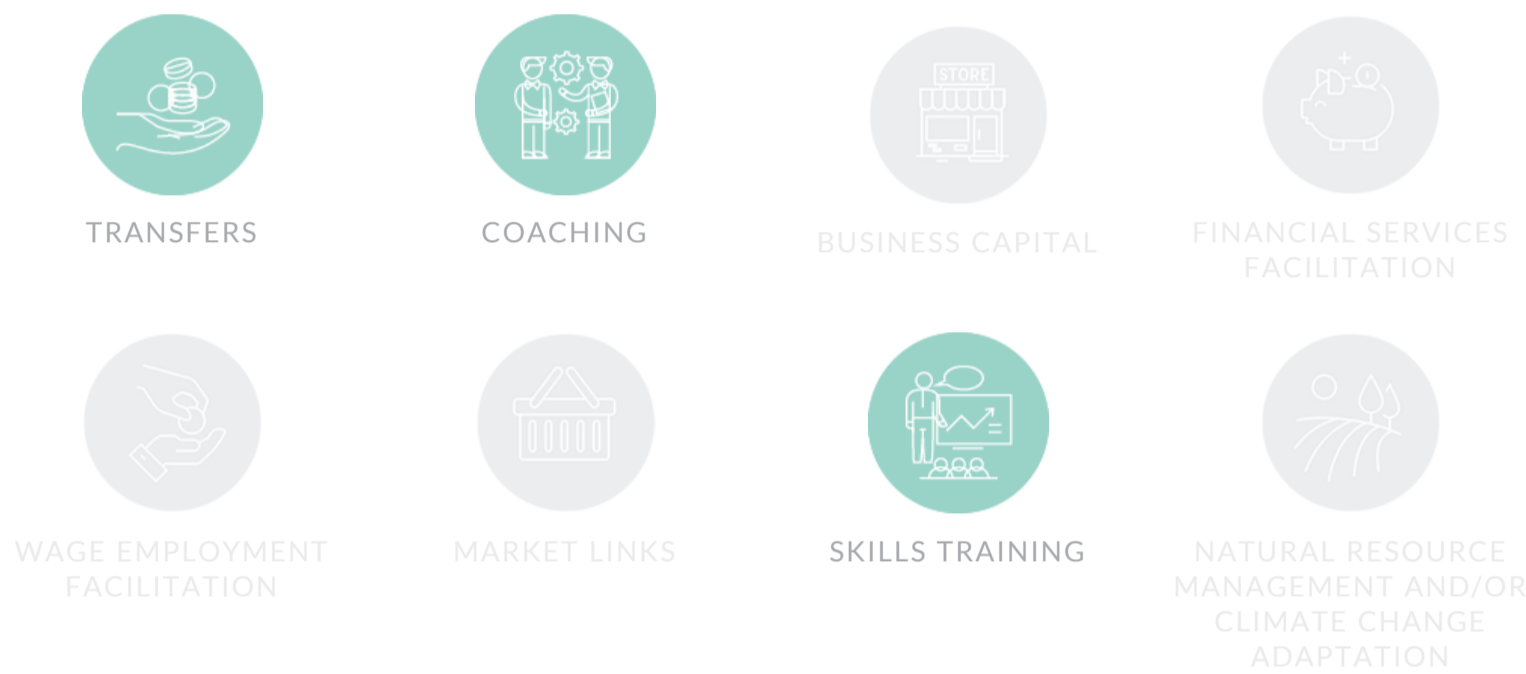 STORE
TRANSFERS
COACHING
BUSINESS CAPITAL
FINANCIAL SERVICES
FACILITATION
WAGE EMPLOYMENT
FACILITATION
MARKET LINKS
SKILLS TRAINING
NATURAL RESOURCE
MANAGEMENT AND/OR
CLIMATE CHANGE
ADAPTATION